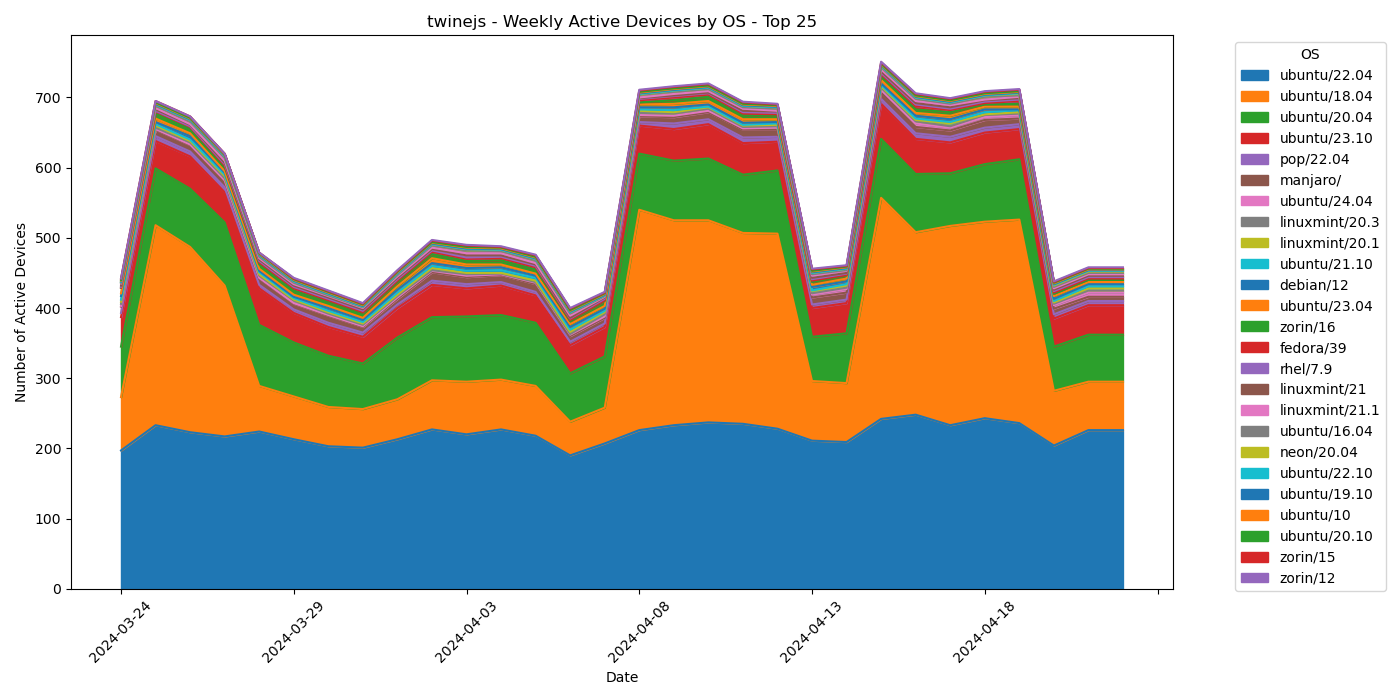 twinejs - Weekly Active Devices by OS - Top 25
Number of Active Devices
700
600
500
400
300
200
100
0
2024-03-24
2024-03-29
2024-04-03
2024-04-08
2024-04-13
2024-04-18
Date
OS
ubuntu/22.04
ubuntu/18.04
ubuntu/20.04
ubuntu/23.10
pop/22.04
manjaro/
ubuntu/24.04
linuxmint/20.3
linuxmint/20.1
ubuntu/21.10
debian/12
ubuntu/23.04
zorin/16
fedora/39
rhel/7.9
linuxmint/21
linuxmint/21.1
ubuntu/16.04
neon/20.04
ubuntu/22.10
ubuntu/19.10
ubuntu/10
ubuntu/20.10
zorin/15
zorin/12